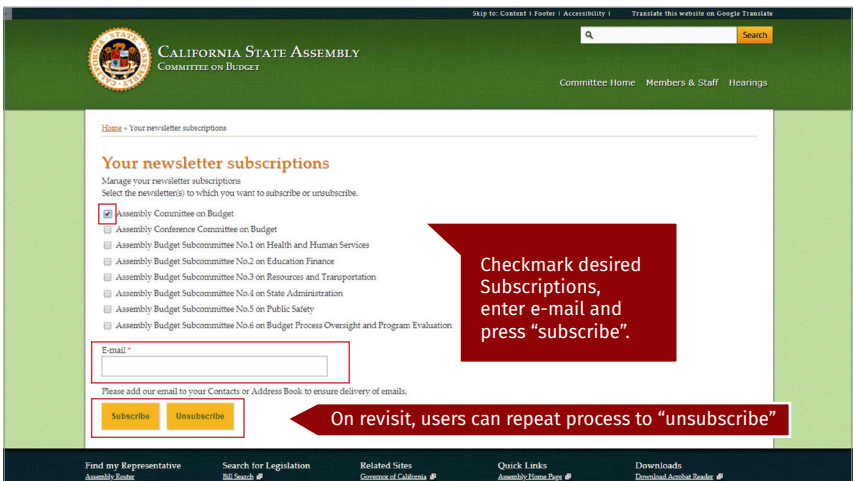 Skip to: Content | Footer | Accessibility | Translate this website on Google Translate
Search
CALIFORNIA STATE ASSEMBLY
COMMITTEE ON BUDGET
Committee Home Members & Staff Hearings
Home » Your newsletter subscriptions
Your newsletter subscriptions
Manage your newsletter subscriptions
Select the newsletter(s) to which you want to subscribe or unsubscribe.
Assembly Committee on Budget
Assembly Conference Committee on Budget
Assembly Budget Subcommittee No.1 on Health and Human Services
Assembly Budget Subcommittee No.2 on Education Finance
Assembly Budget Subcommittee No.3 on Resources and Transportation
Assembly Budget Subcommittee No.4 on State Administration
Assembly Budget Subcommittee No.5 on Public Safety
Assembly Budget Subcommittee No.6 on Budget Process Oversight and Program Evaluation
Checkmark desired
Subscriptions,
enter e-mail and
press “subscribe”.
E-mail *
Please add our email to your Contacts or Address Book to ensure delivery of emails.
Subscribe Unsubscribe
On revisit, users can repeat process to “unsubscribe”
Find my Representative Search for Legislation Related Sites Quick Links Downloads
Assembly Roster Bill Search Governor of California Assembly Home Page Download Acrobat Reader